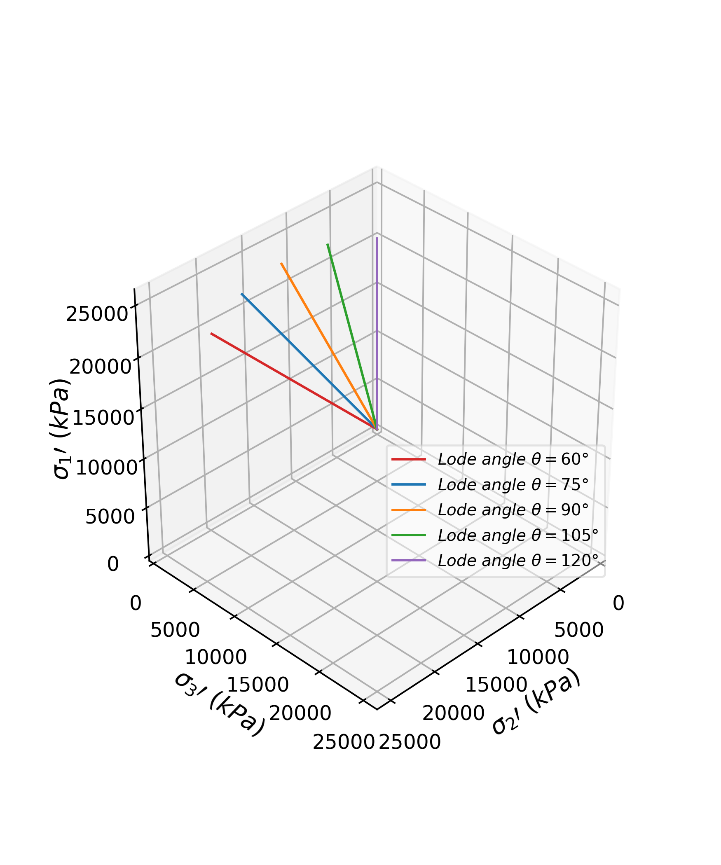 25000
20000
15000
10000
5000
0
σ₁′ (kPa)
0
5000
10000
15000
20000
25000
σ₃′ (kPa)
0
5000
10000
15000
20000
25000
σ₂′ (kPa)
Lode angle θ = 60°
Lode angle θ = 75°
Lode angle θ = 90°
Lode angle θ = 105°
Lode angle θ = 120°